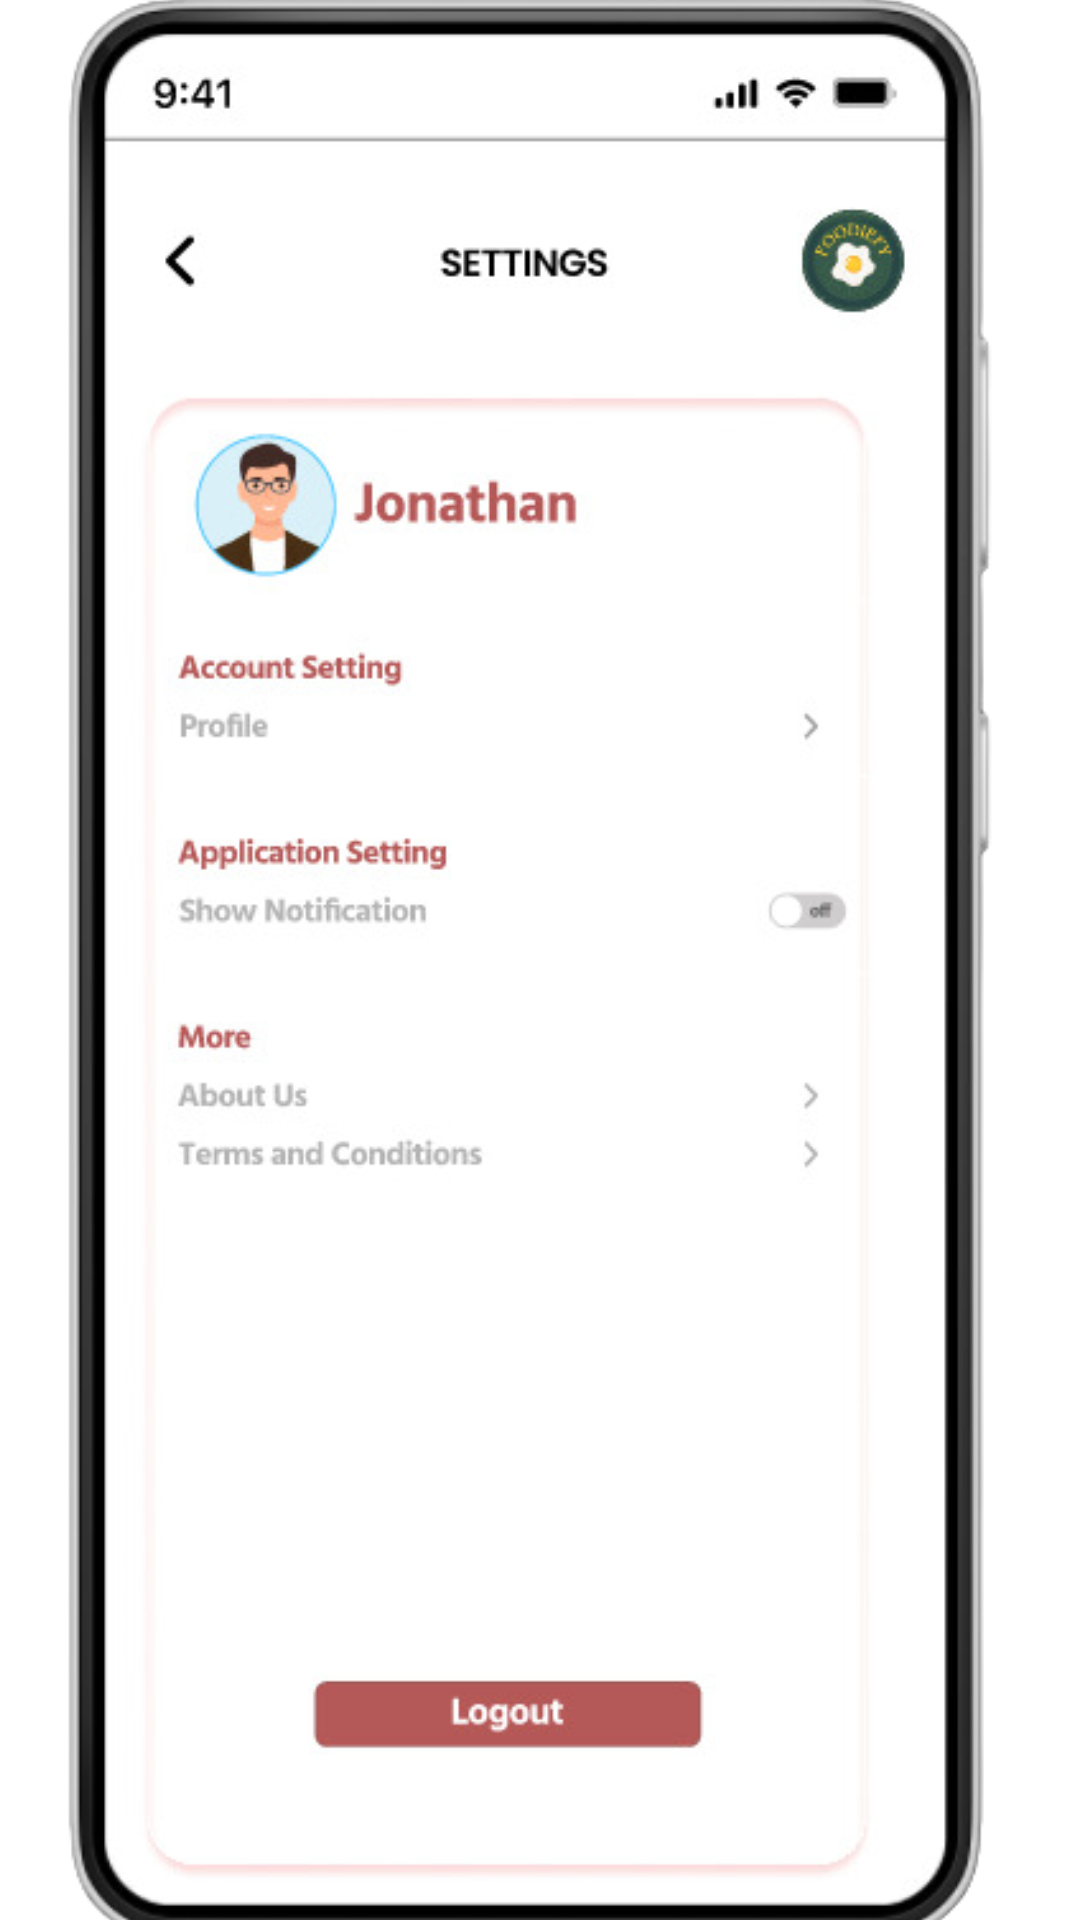 9:41
SETTINGS
FOODIEFY
Jonathan
Account Setting
Profile
Application Setting
Show Notification
off
More
About Us
Terms and Conditions
Logout